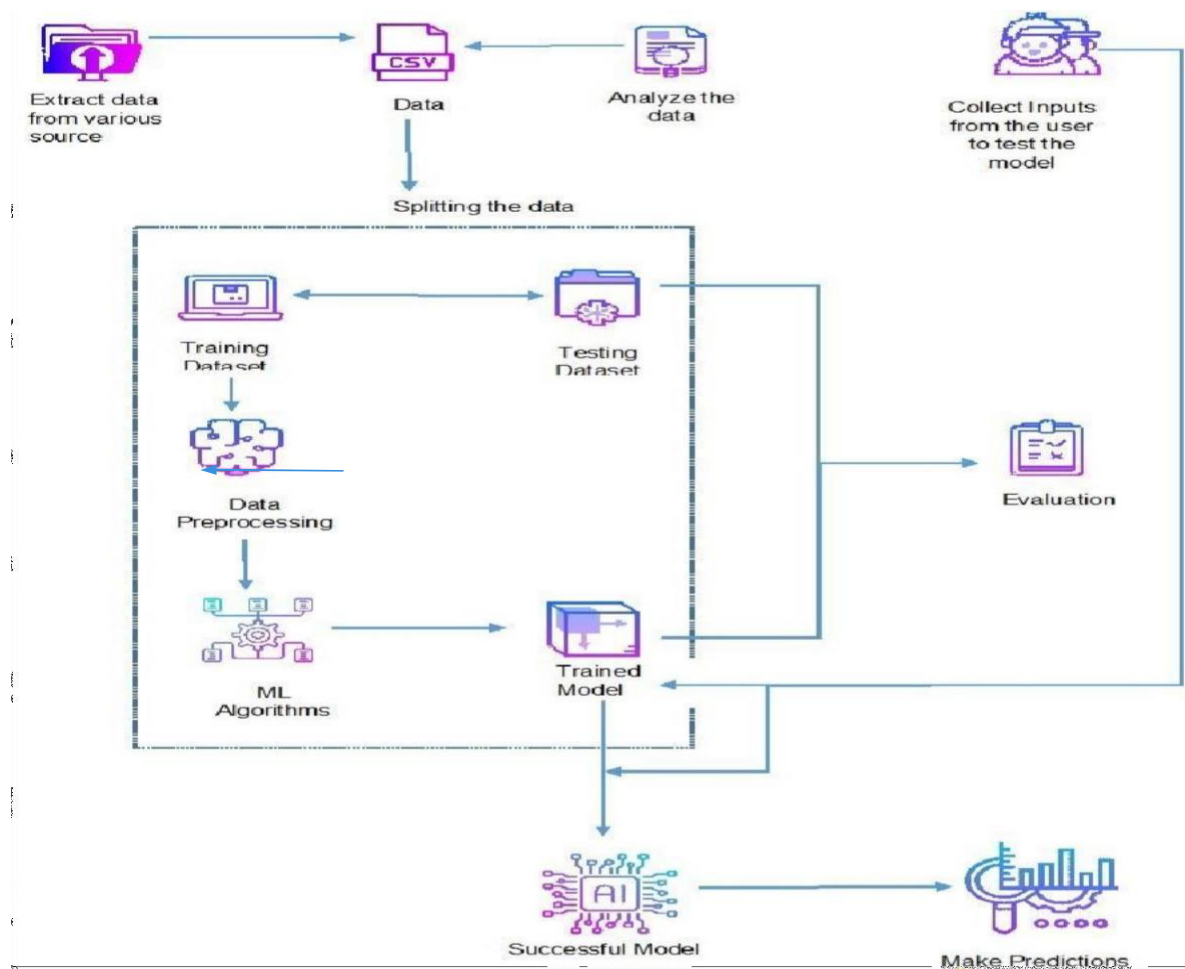 Extract data
from various
source
CSV
Data
Analyze the
data
Collect Inputs
from the user
to test the
model
Splitting the data
Training
Dataset
Testing
Dataset
Data
Preprocessing
Evaluation
ML
Algorithms
Trained
Model
AI
Successful Model
Make Predictions